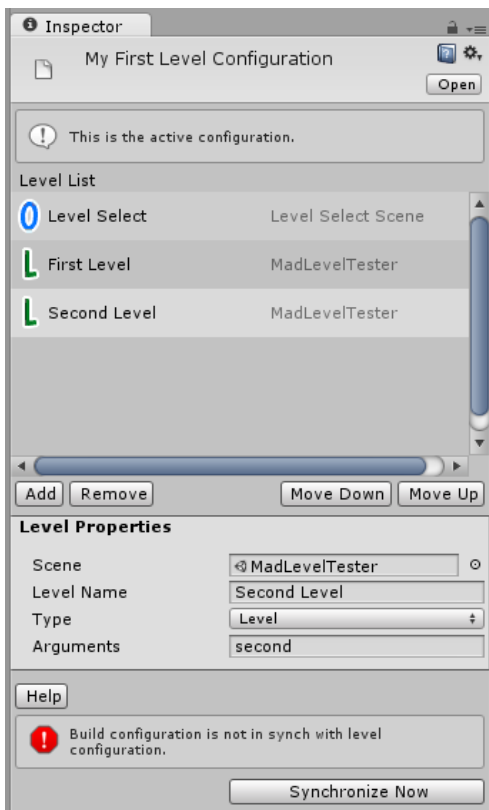 Inspector
My First Level Configuration
Open
This is the active configuration.
Level List
Level Select Level Select Scene
First Level MadLevelTester
Second Level MadLevelTester
Add Remove Move Down Move Up
Level Properties
Scene MadLevelTester
Level Name Second Level
Type Level
Arguments second
Help
Build configuration is not in synch with level
configuration.
Synchronize Now